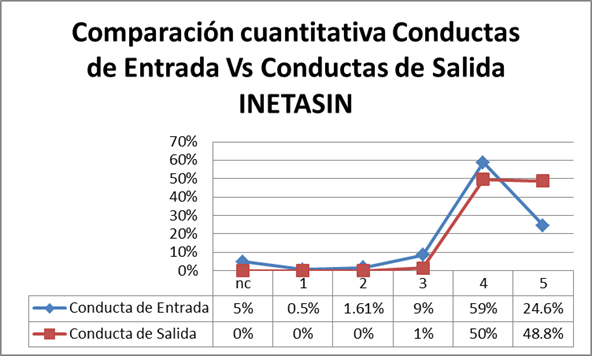 Comparación cuantitativa Conductas
de Entrada Vs Conductas de Salida
INETASIN
70%
60%
50%
40%
30%
20%
10%
0%
nc 1 2 3 4 5
Conducta de Entrada 5% 0.5% 1.61% 9% 59% 24.6%
Conducta de Salida 0% 0% 0% 1% 50% 48.8%